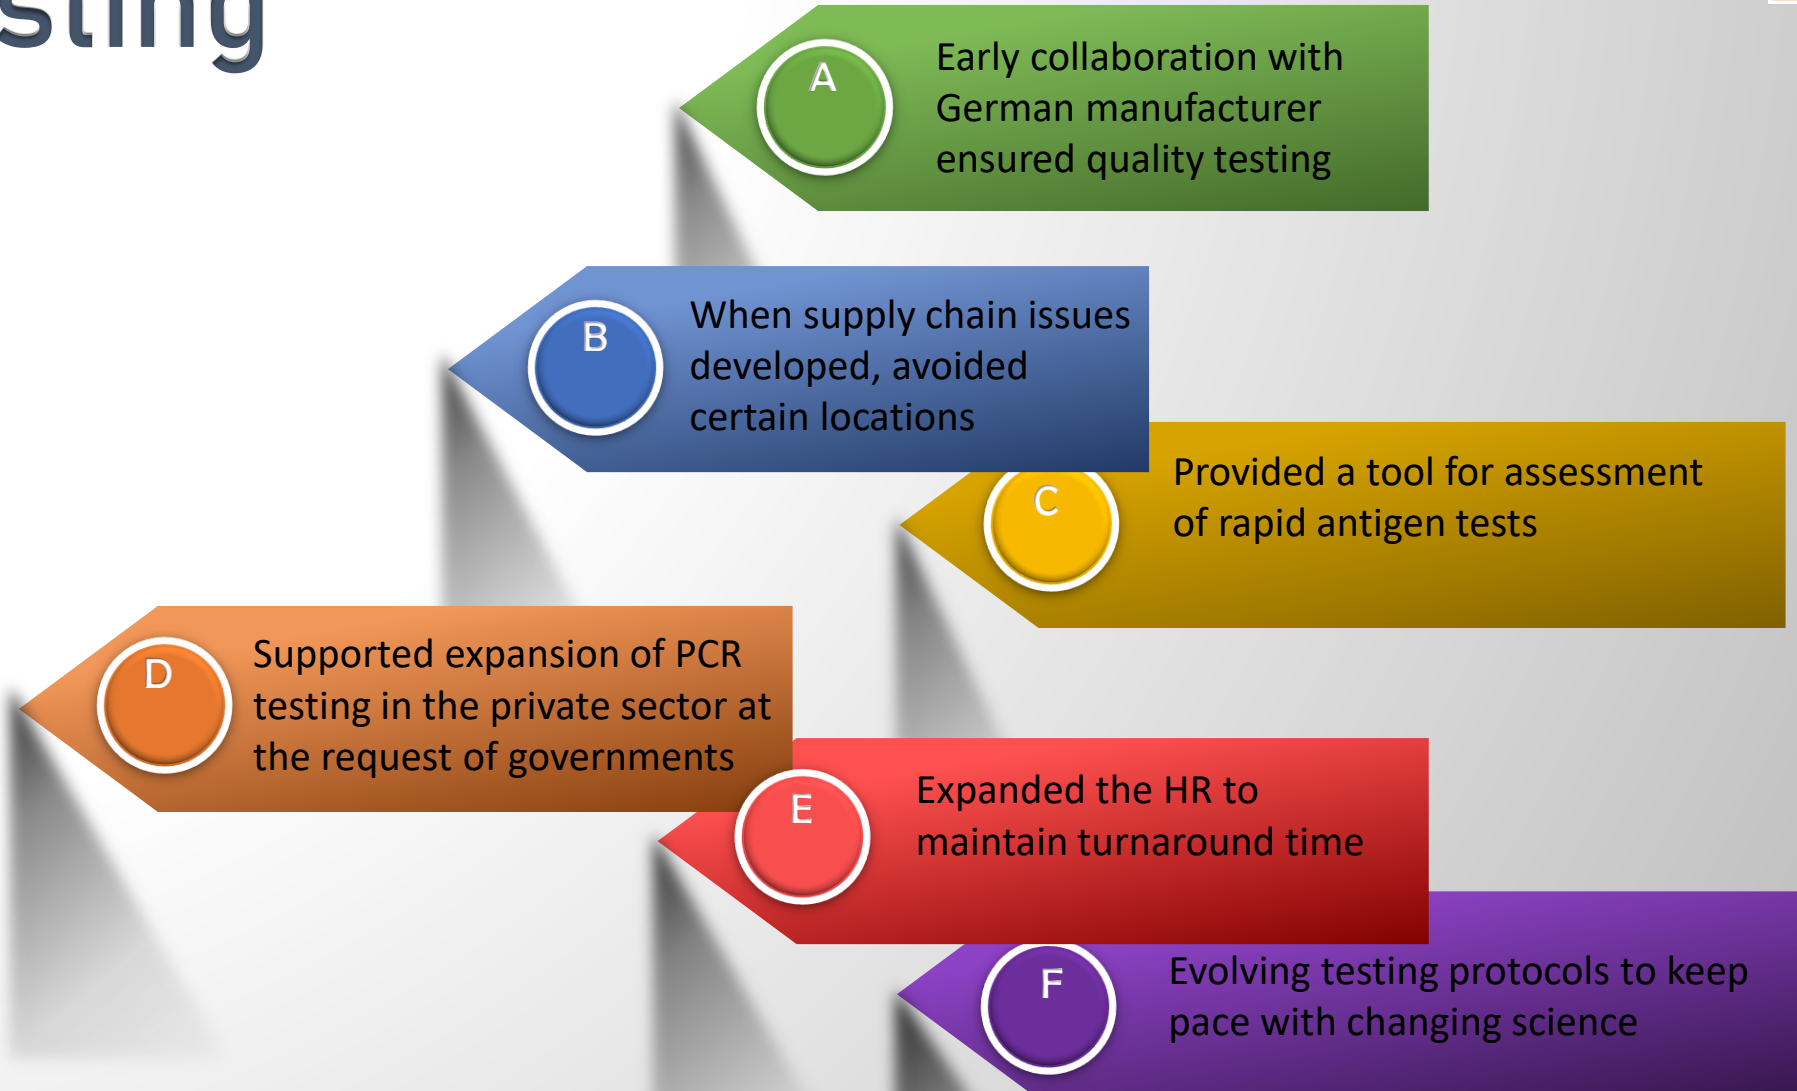 sting
A
Early collaboration with
German manufacturer
ensured quality testing
B
When supply chain issues
developed, avoided
certain locations
C
Provided a tool for assessment
of rapid antigen tests
D
Supported expansion of PCR
testing in the private sector at
the request of governments
E
Expanded the HR to
maintain turnaround time
F
Evolving testing protocols to keep
pace with changing science